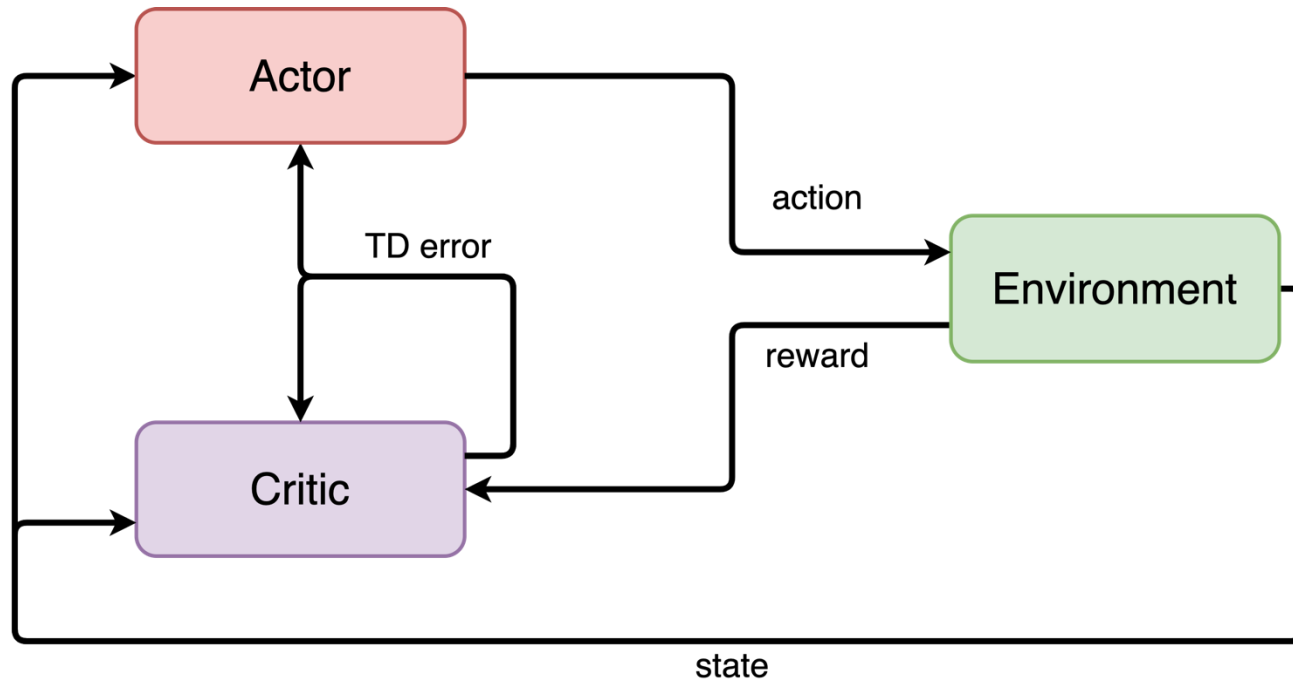 Actor
action
TD error
Environment
reward
Critic
state